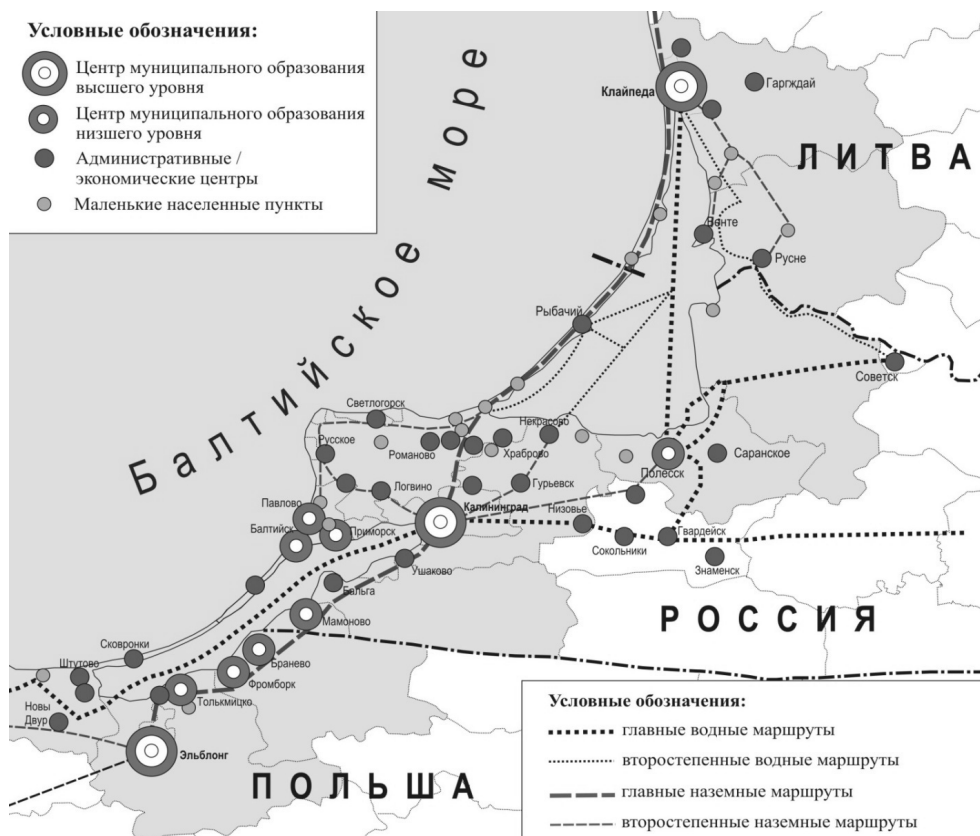 Условные обозначения:
Центр муниципального образования
высшего уровня
Центр муниципального образования
низшего уровня
Административные /
экономические центры
Маленькие населенные пункты
Балтийское море
Клайпеда
Гаргждай
ЛИТВА
Венте
Русне
Рыбачий
Советск
Светлогорск
Некрасово
Русское
Романово
Храброво
Полесск
Саранское
Логвино
Гурьевск
Павлово
Калининград
Низовье
Балтийск
Приморск
Гвардейск
Сокольники
Ушаково
Знаменск
Бальга
РОССИЯ
Мамоново
Сковронки
Бранево
Штутово
Фромборк
Толькмицко
Новы
Двур
Эльблонг
ПОЛЬША
Условные обозначения:
главные водные маршруты
второстепенные водные маршруты
главные наземные маршруты
второстепенные наземные маршруты